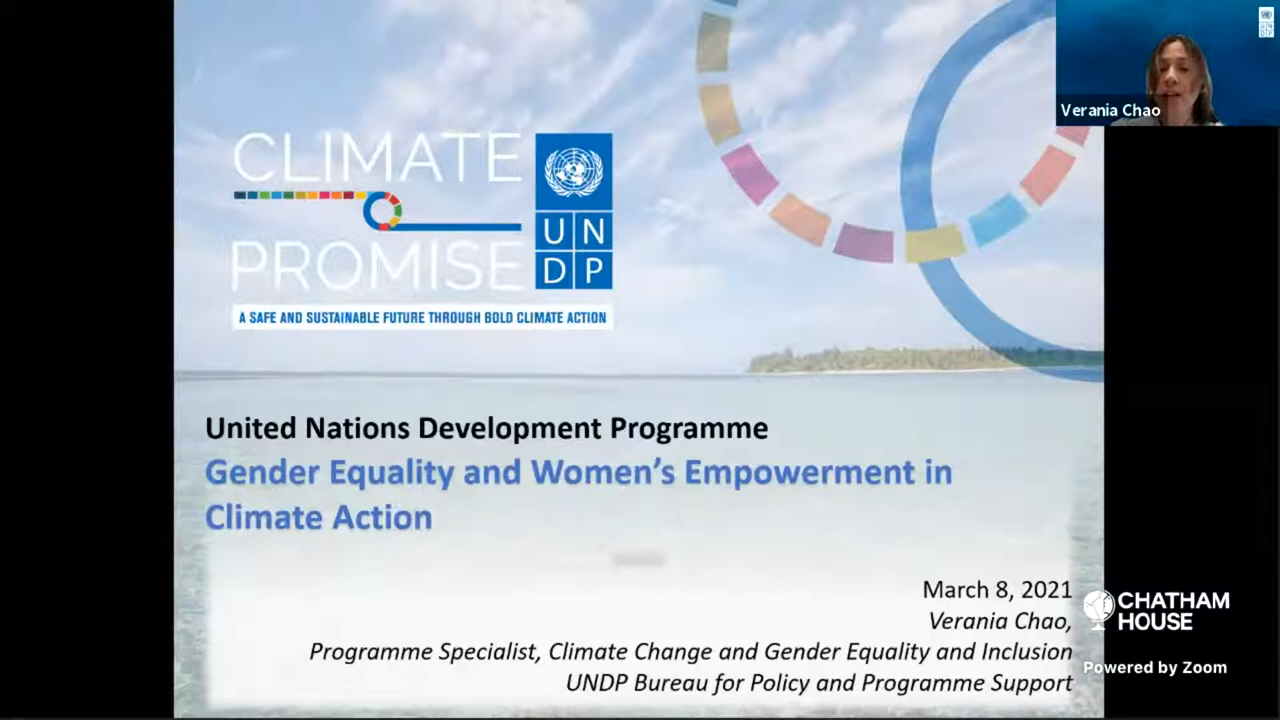 Verania Chao
CLIMATE
PROMISE
U N
D P
A SAFE AND SUSTAINABLE FUTURE THROUGH BOLD CLIMATE ACTION
United Nations Development Programme
Gender Equality and Women's Empowerment in
Climate Action
March 8, 2021
Verania Chao,
Programme Specialist, Climate Change and Gender Equality and Inclusion
UNDP Bureau for Policy and Programme Support
CHATHAM
HOUSE
Powered by Zoom